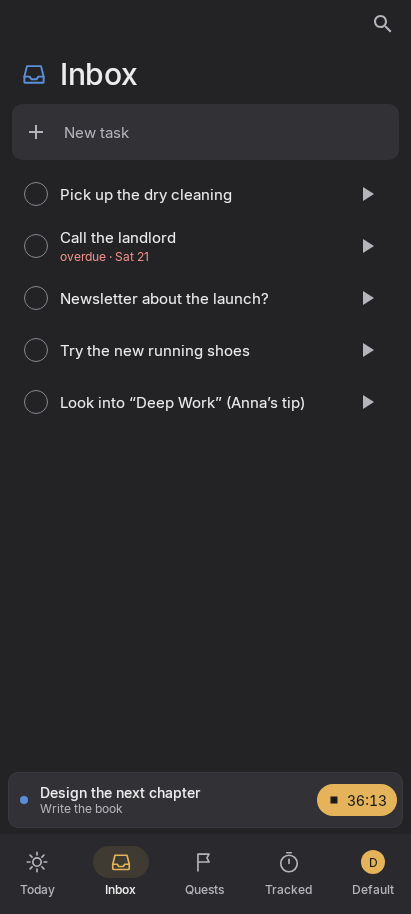 Inbox
New task
Pick up the dry cleaning
Call the landlord
overdue · Sat 21
Newsletter about the launch?
Try the new running shoes
Look into “Deep Work” (Anna’s tip)
Design the next chapter
Write the book
36:13
D
Today
Inbox
Quests
Tracked
Default